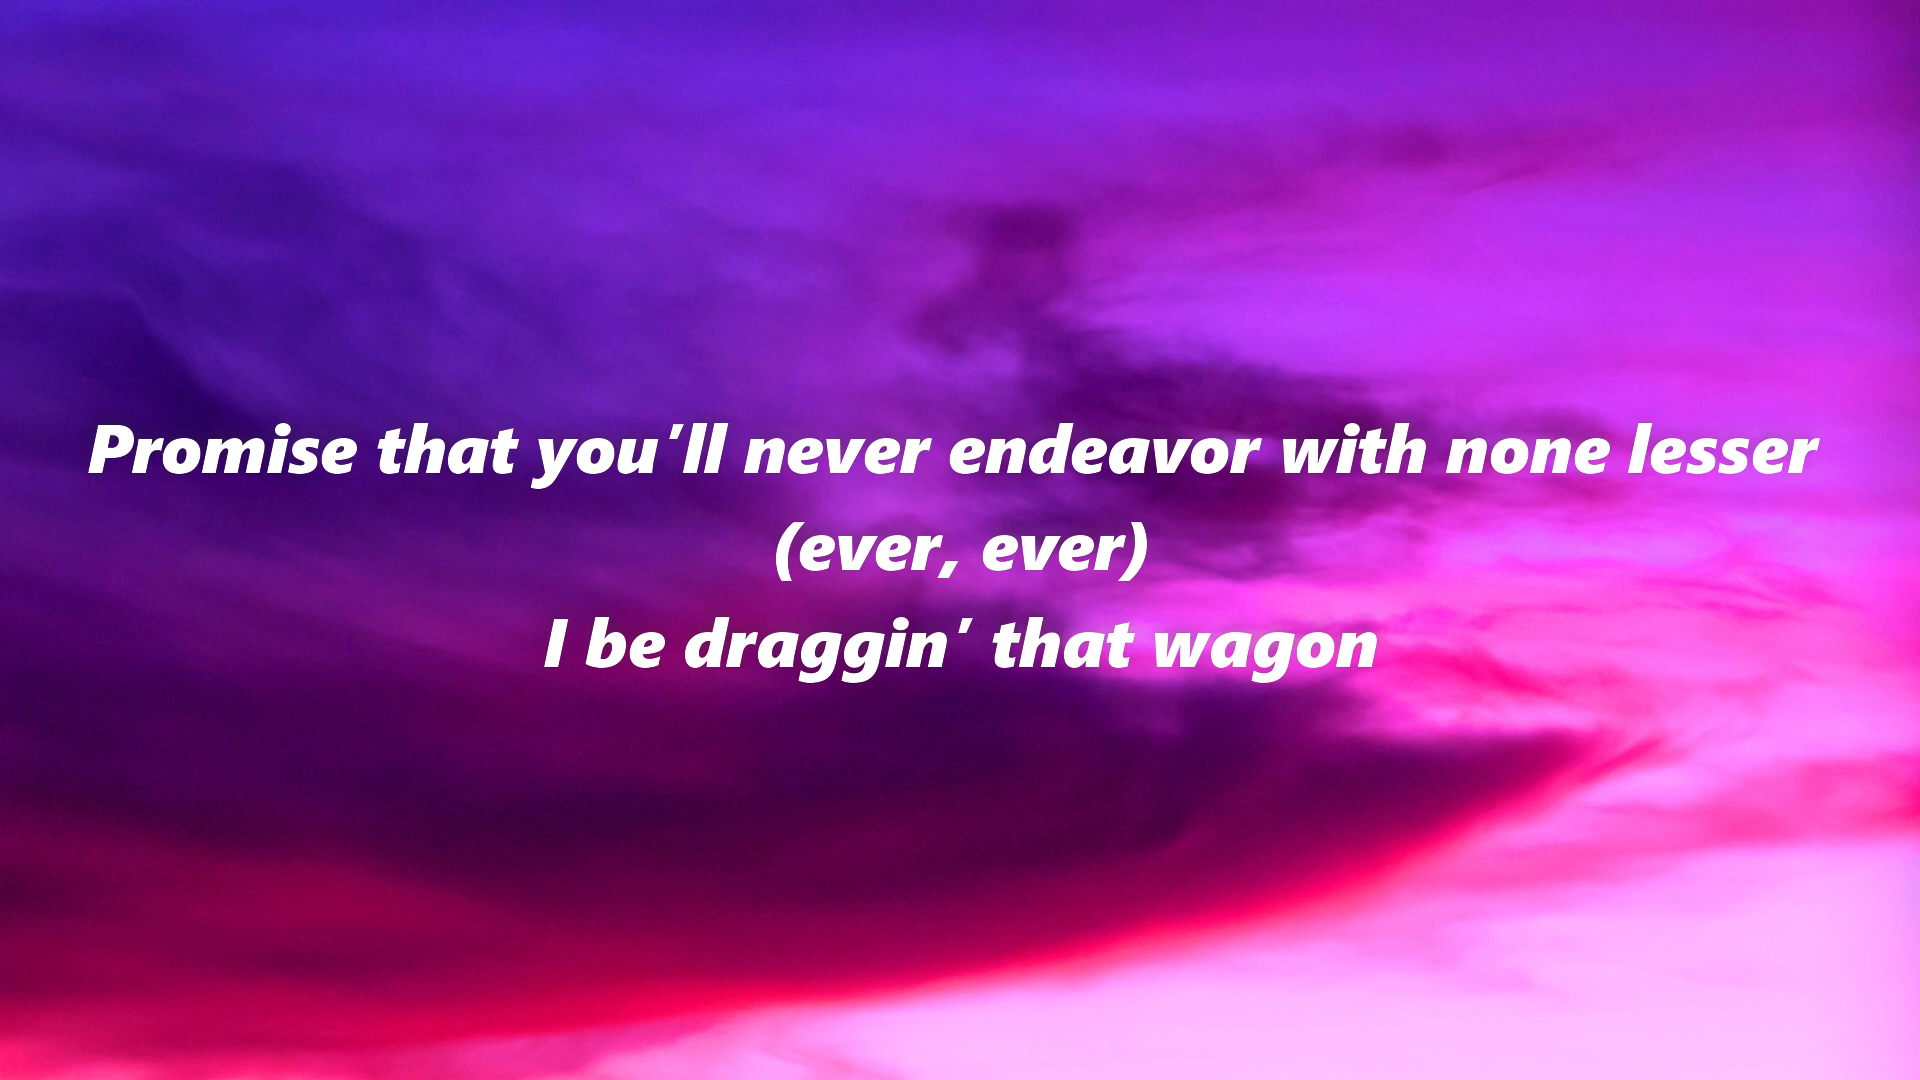 Promise that you'll never endeavor with none lesser
(ever, ever)
I be draggin' that wagon